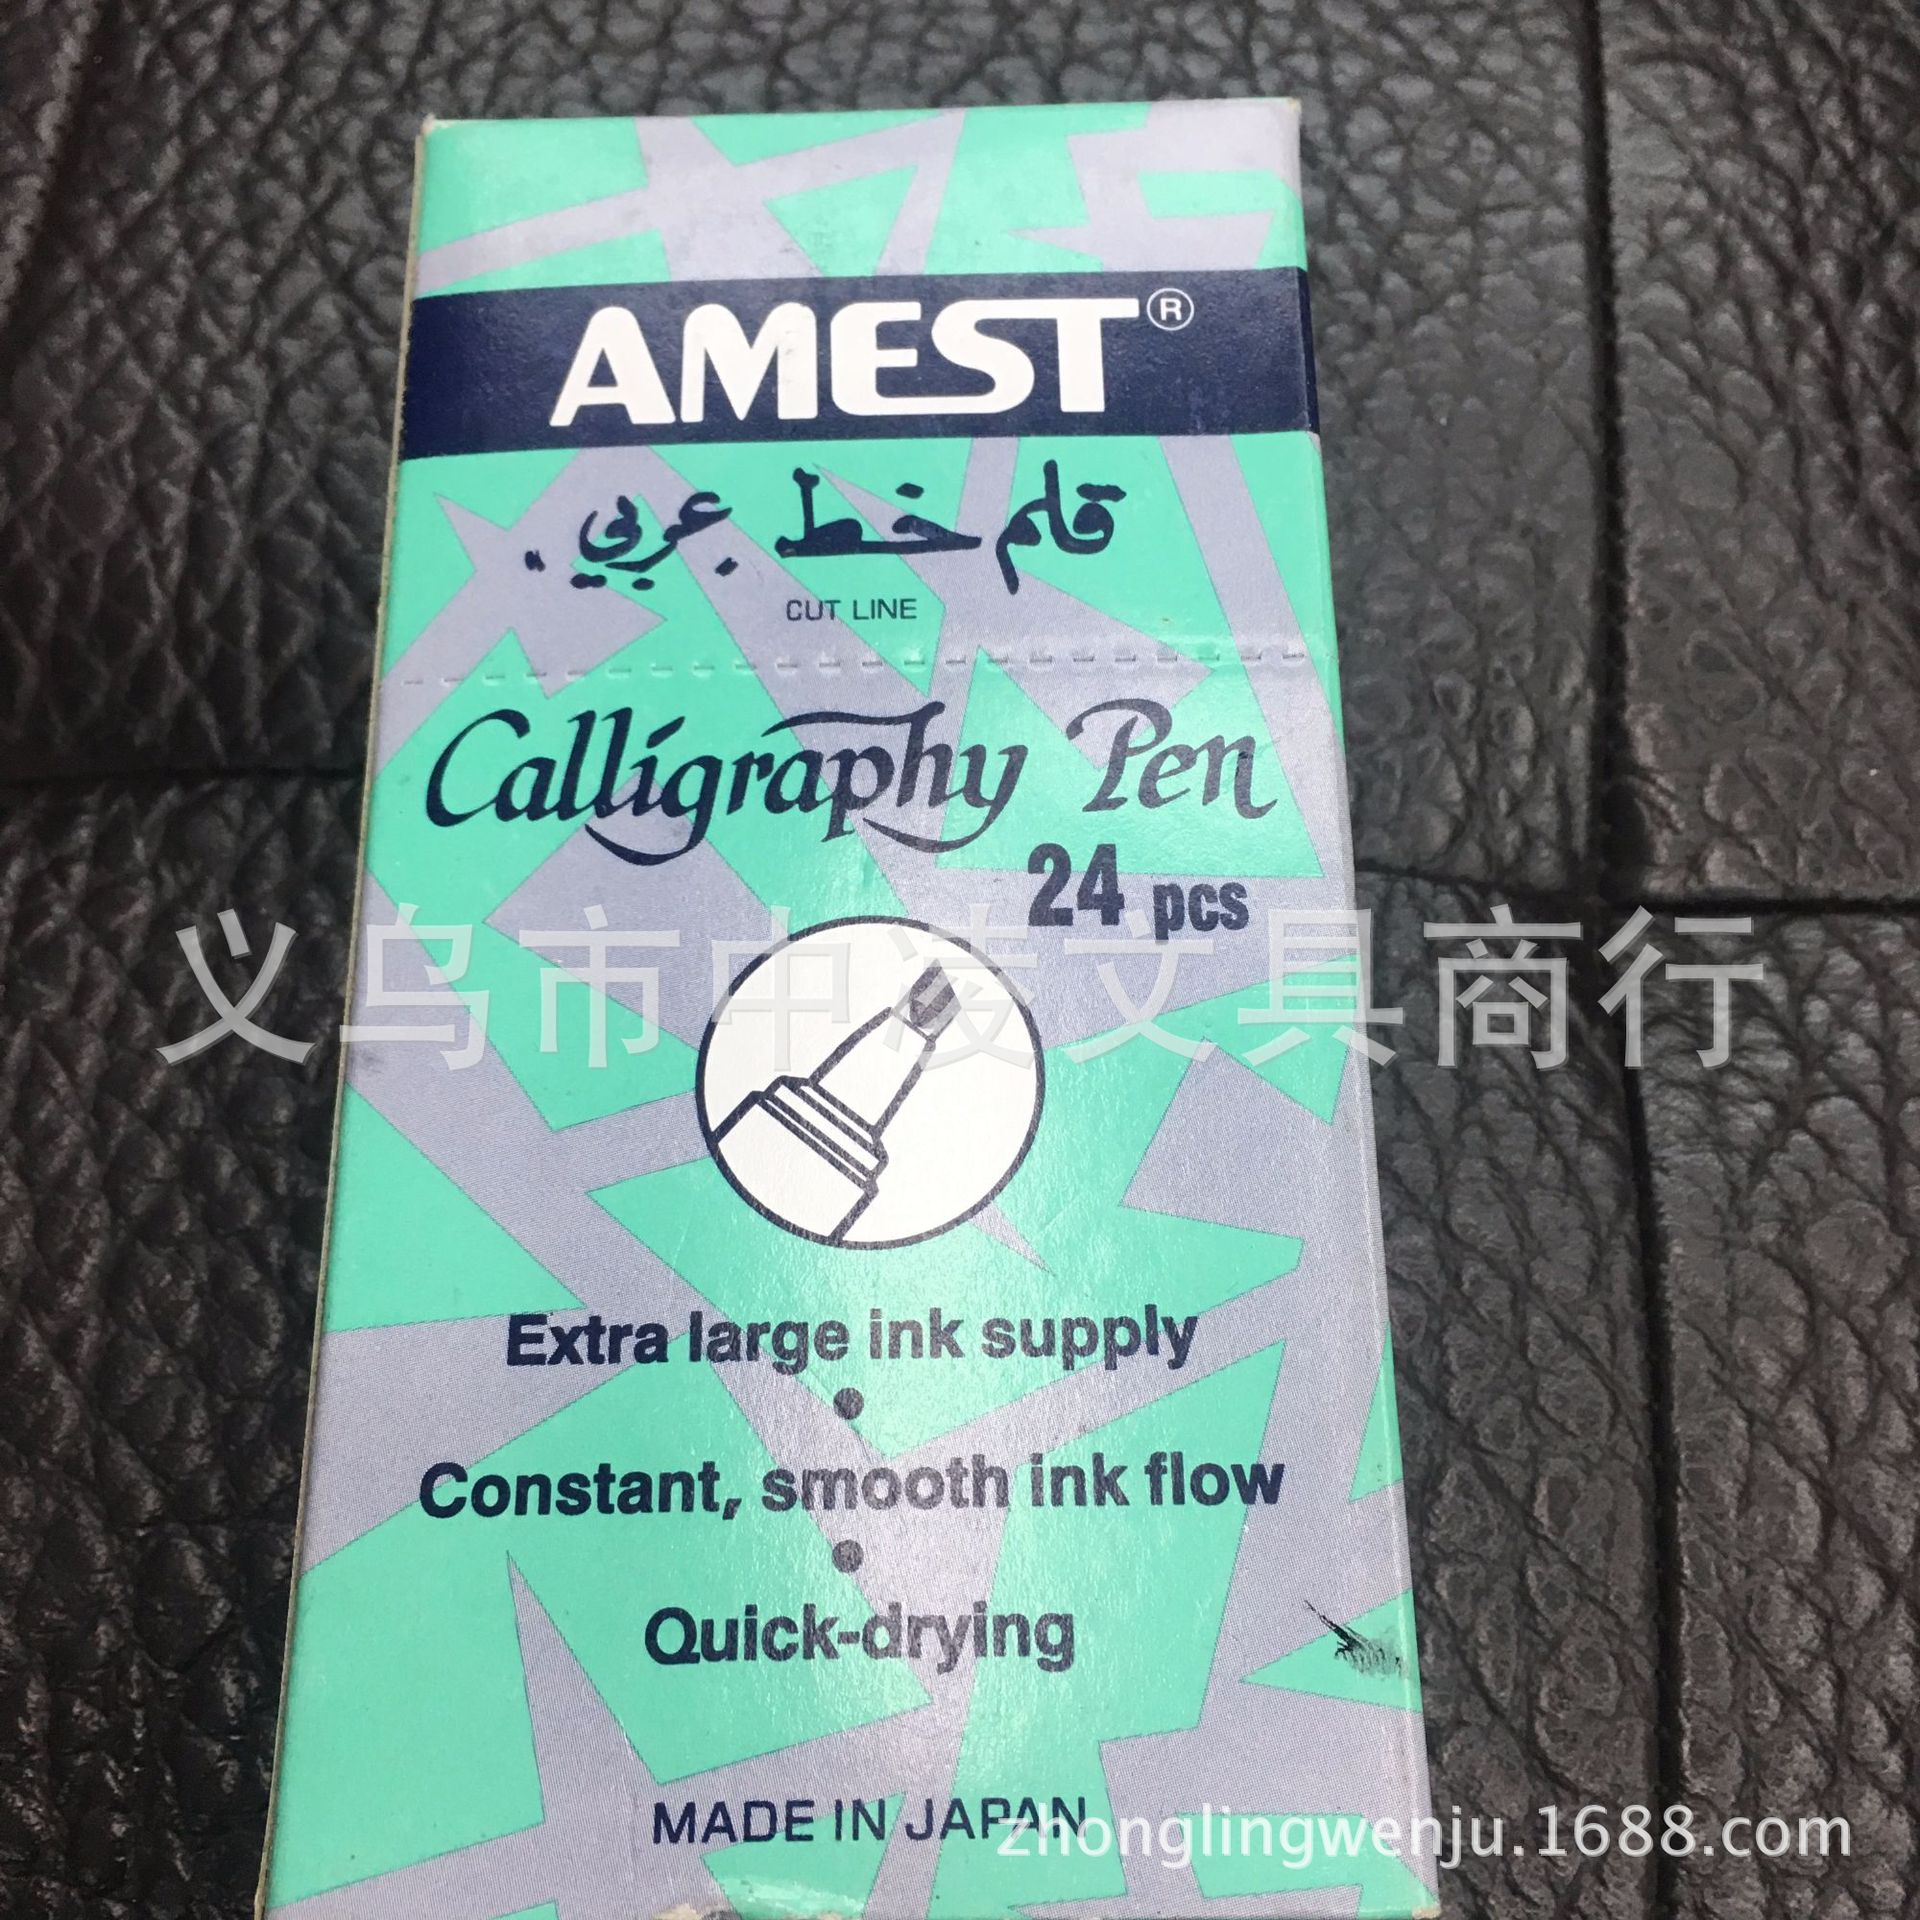 AMEST®
قلم خط عربي.
CUT LINE
Calligraphy Pen
24 pcs
义乌市中凌文具商行
Extra large ink supply
•
Constant, smooth ink flow
•
Quick-drying
MADE IN JAPAN
zhonglingwenju.1688.com